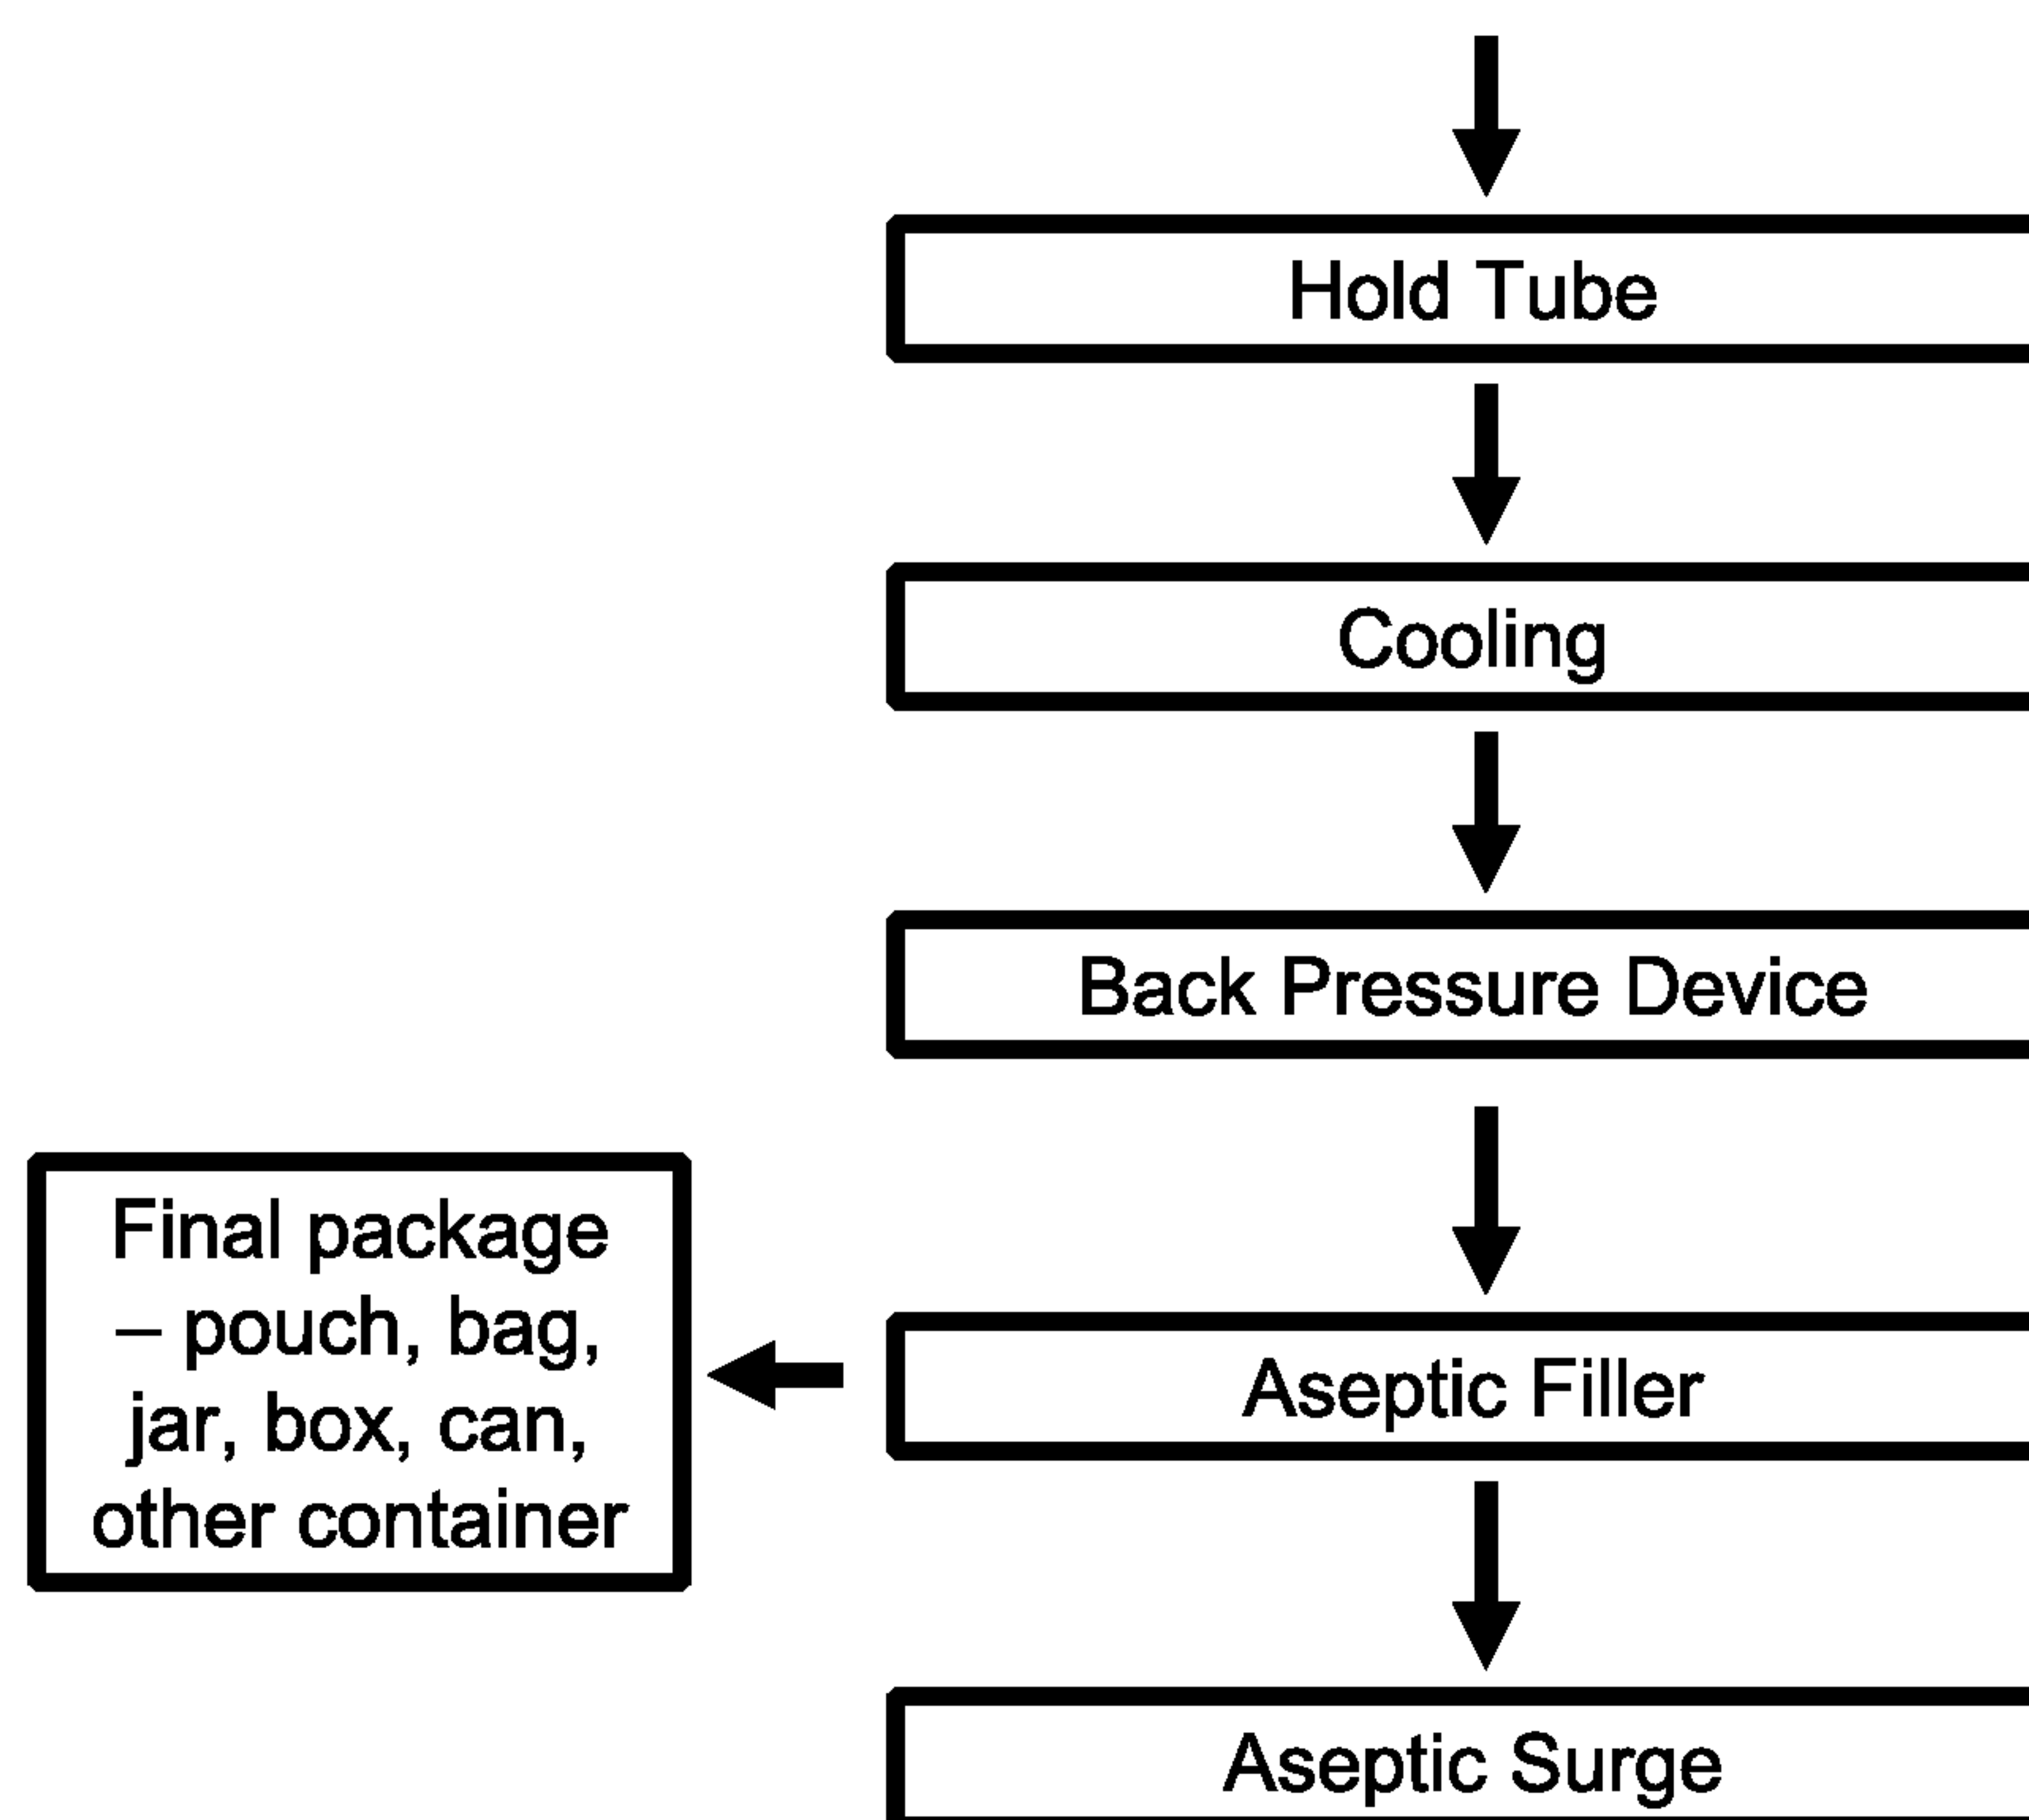 Hold Tube
Cooling
Back Pressure Device
Final package
– pouch, bag,
jar, box, can,
other container
Aseptic Filler
Aseptic Surge